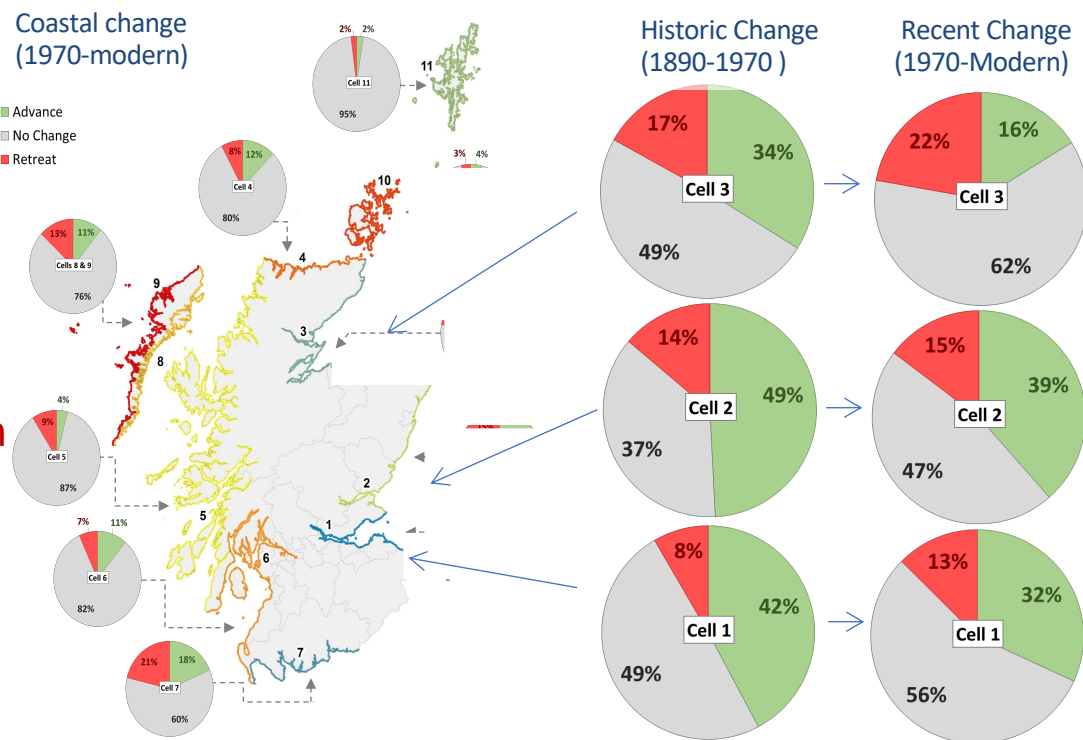 Coastal change
(1970-modern)
Advance
No Change
Retreat
2%
2%
Cell 11
95%
11
8%
12%
Cell 4
80%
3%
4%
10
4
13%
11%
Cells 8 & 9
76%
9
8
3
4%
9%
Cell 5
87%
5
2
1
7%
11%
Cell 6
82%
6
21%
18%
Cell 7
60%
7
Historic Change
(1890-1970 )
Recent Change
(1970-Modern)
17%
34%
Cell 3
49%
22%
16%
Cell 3
62%
14%
49%
Cell 2
37%
15%
39%
Cell 2
47%
8%
42%
Cell 1
49%
13%
32%
Cell 1
56%